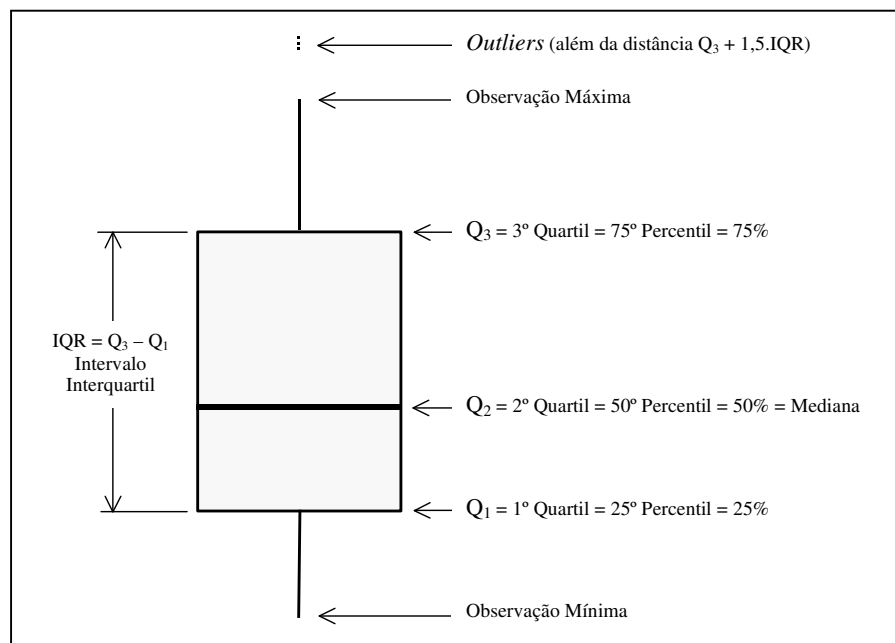 Outliers (além da distância Q₃ + 1,5.IQR)
Observação Máxima
Q₃ = 3º Quartil = 75º Percentil = 75%
IQR = Q₃ – Q₁
Intervalo
Interquartil
Q₂ = 2º Quartil = 50º Percentil = 50% = Mediana
Q₁ = 1º Quartil = 25º Percentil = 25%
Observação Mínima